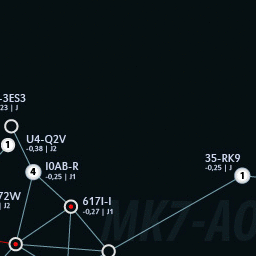 -3ES3
,23 | J
1
U4-Q2V
-0,38 | J2
4
I0AB-R
-0,25 | J1
35-RK9
-0,25 | J
1
72W
| J2
617I-I
-0,27 | J1
MK7-AO